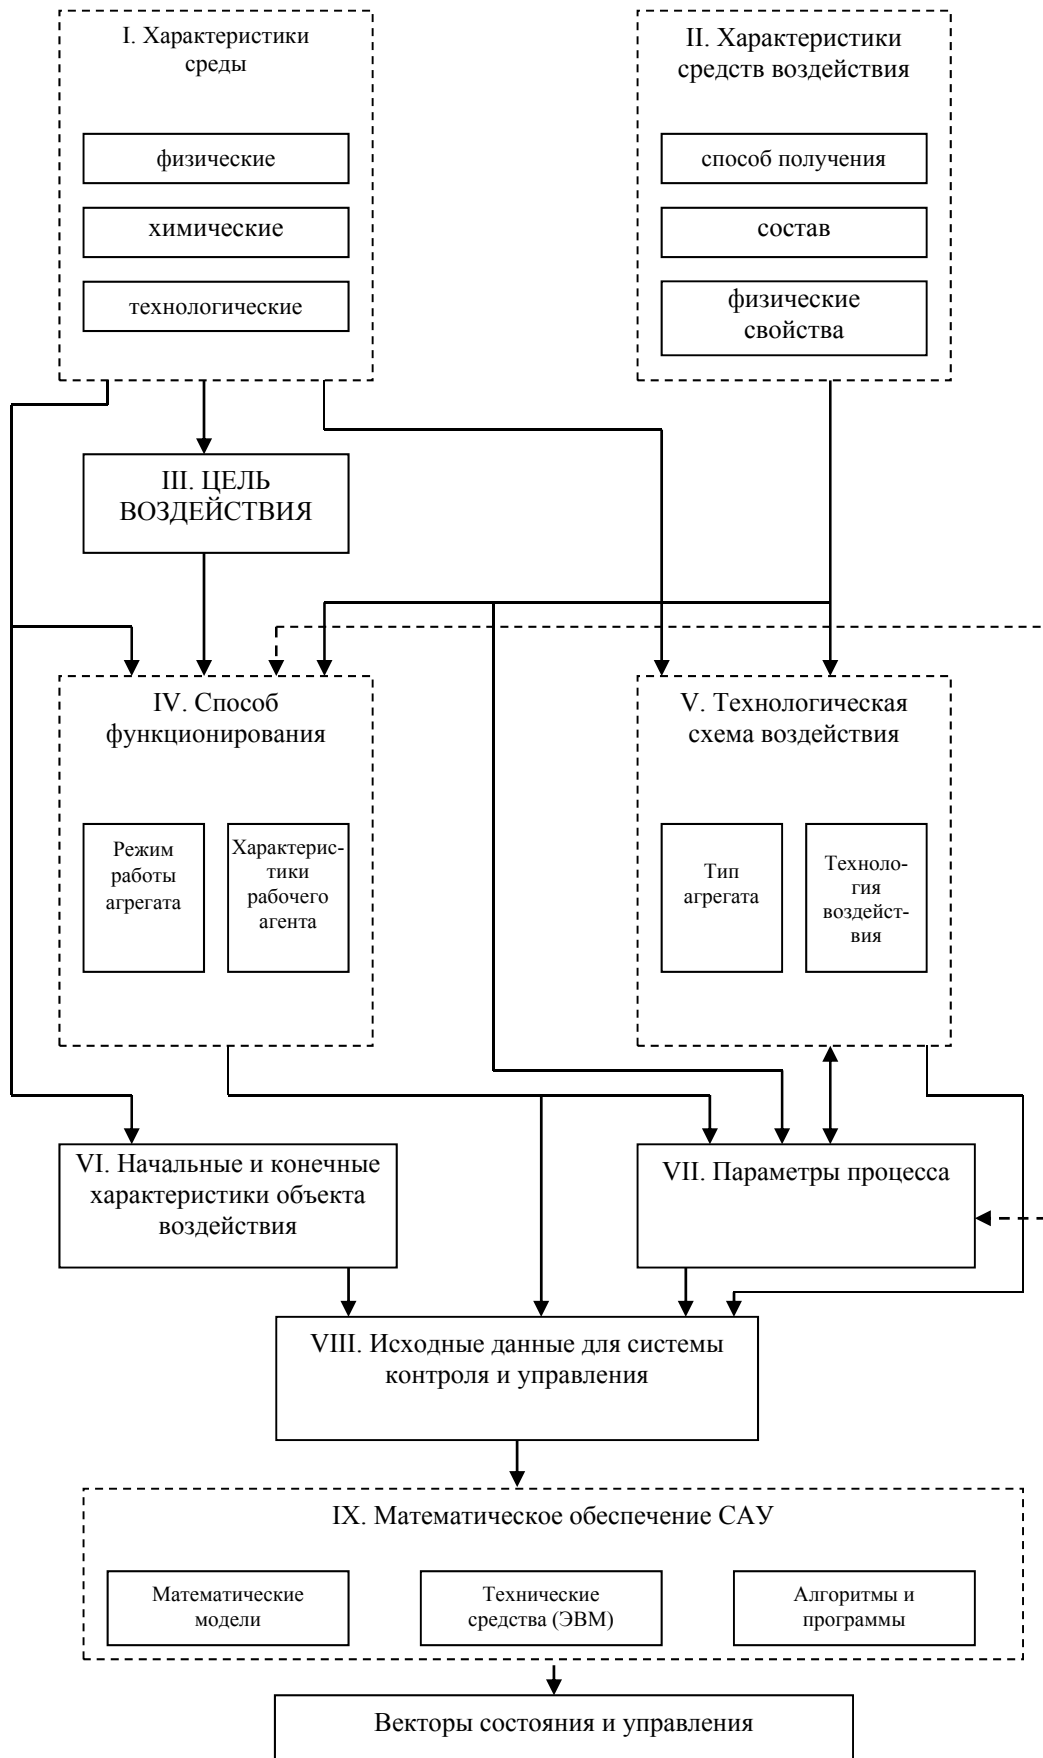 I. Характеристики
среды
физические
химические
технологические
II. Характеристики
средств воздействия
способ получения
состав
физические
свойства
III. ЦЕЛЬ
ВОЗДЕЙСТВИЯ
IV. Способ
функционирования
Режим
работы
агрегата
Характерис-
тики
рабочего
агента
V. Технологическая
схема воздействия
Тип
агрегата
Техноло-
гия
воздейст-
вия
VI. Начальные и конечные
характеристики объекта
воздействия
VII. Параметры процесса
VIII. Исходные данные для системы
контроля и управления
IX. Математическое обеспечение САУ
Математические
модели
Технические
средства (ЭВМ)
Алгоритмы и
программы
Векторы состояния и управления